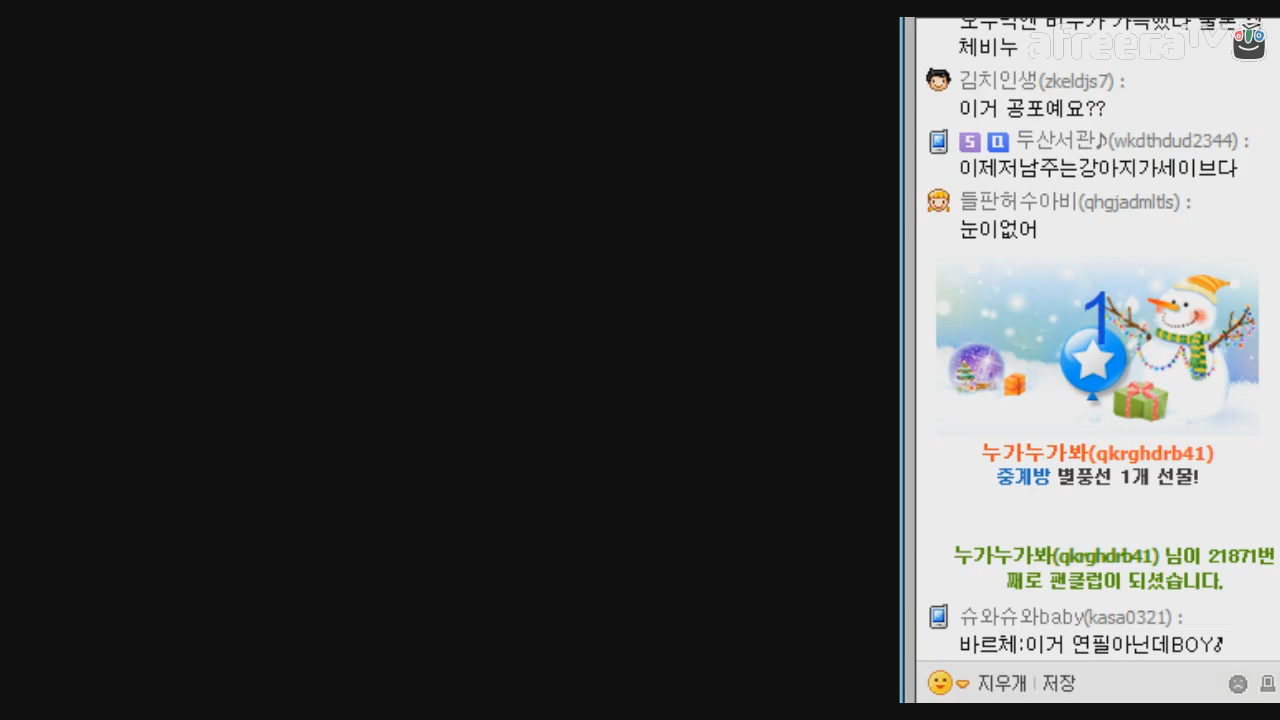 afreecaTV
체비누
김치인생(zkeldjs7) :
이거 공포예요??
S Q 두산서관♪(wkdthdud2344) :
이제저남주는강아지가세이브다
들판허수아비(qhgjadmltls) :
눈이없어
1
누가누가봐(qkrghdrb41)
중계방 별풍선 1개 선물!
누가누가봐(qkrghdrb41) 님이 21871번
째로 팬클럽이 되셨습니다.
슈와슈와baby(kasa0321) :
바르체:이거 연필아닌데BOY♪
지우개 | 저장